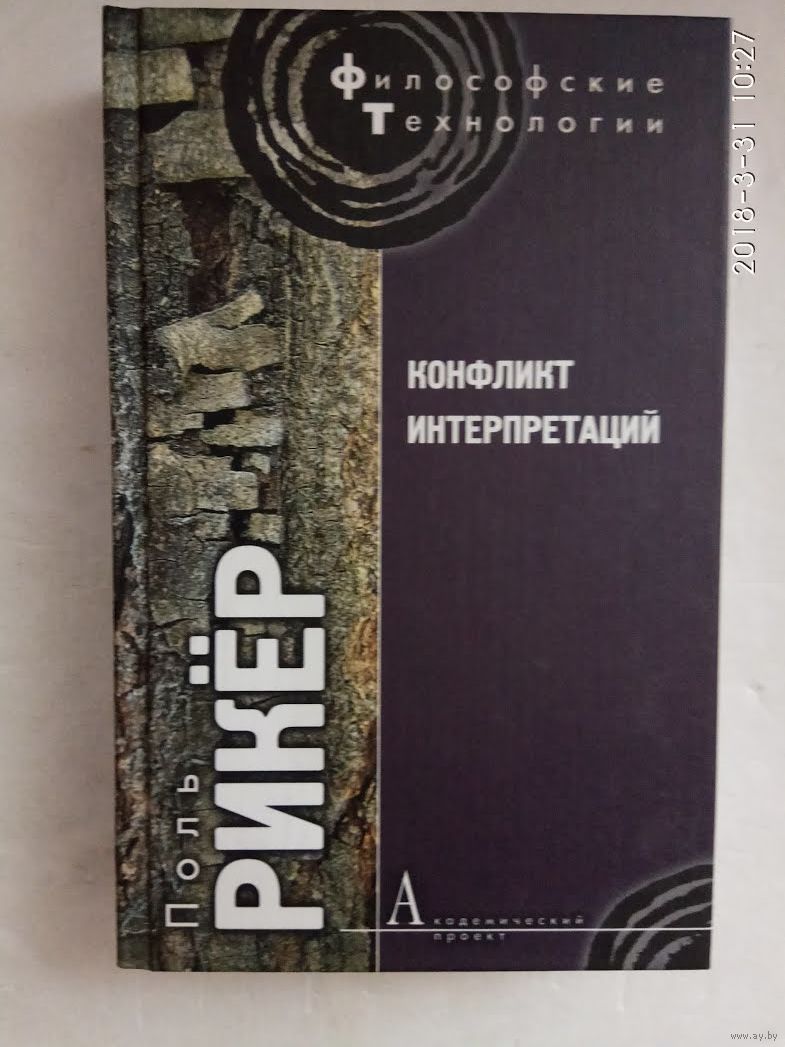 Философские
Технологии
КОНФЛИКТ
ИНТЕРПРЕТАЦИЙ
Поль
РИКЁР
Академический
проект
2018-3-31 10:27
www.ay.by